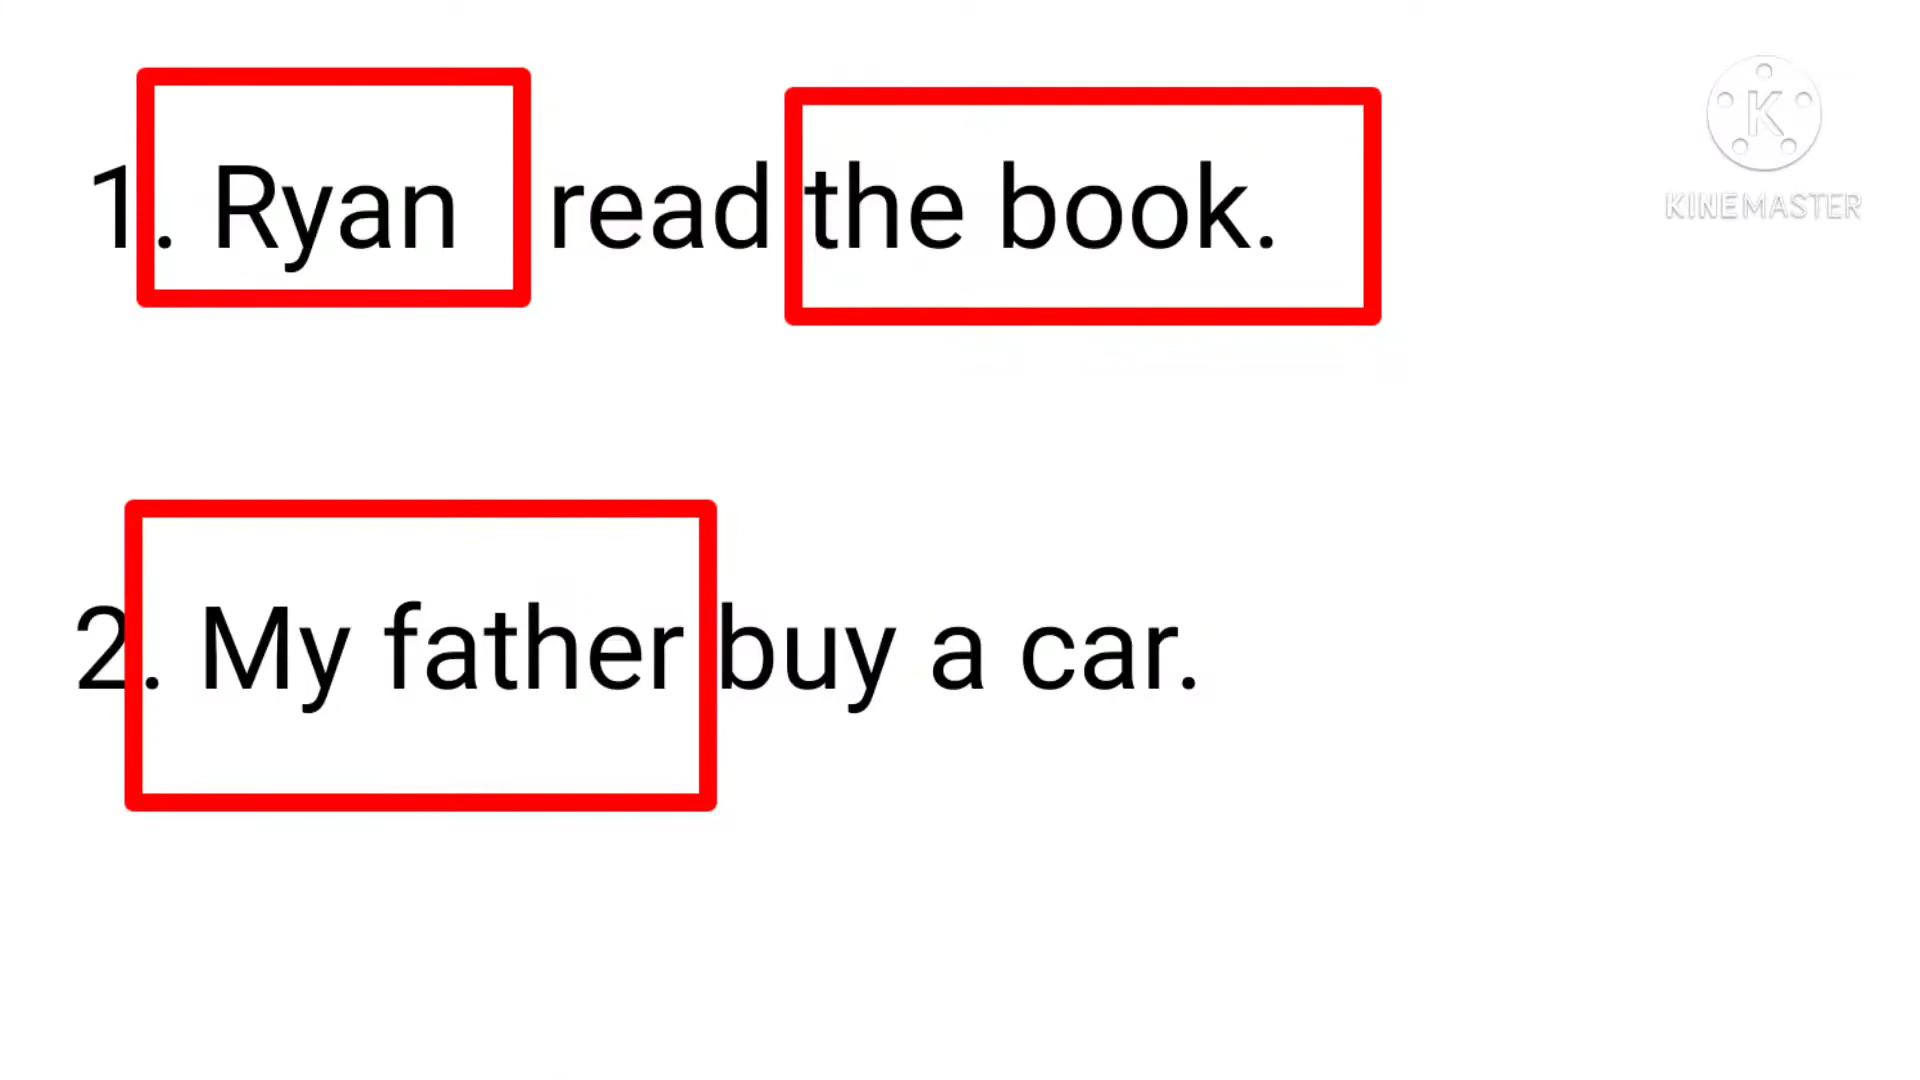 1. Ryan read the book.
2. My father buy a car.
K
KINEMASTER